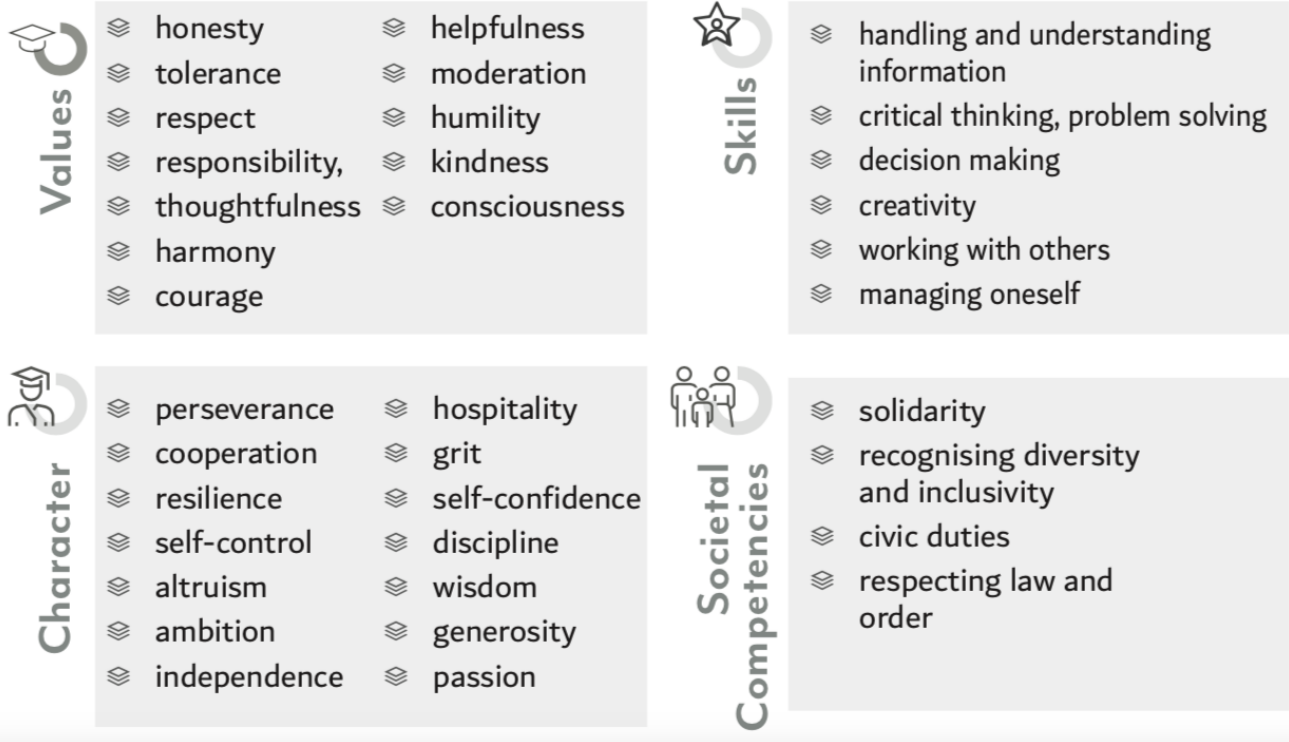 Values
honesty
tolerance
respect
responsibility,
thoughtfulness
harmony
courage
helpfulness
moderation
humility
kindness
consciousness
Skills
handling and understanding
information
critical thinking, problem solving
decision making
creativity
working with others
managing oneself
Character
perseverance
cooperation
resilience
self-control
altruism
ambition
independence
hospitality
grit
self-confidence
discipline
wisdom
generosity
passion
Societal
Competencies
solidarity
recognising diversity
and inclusivity
civic duties
respecting law and
order